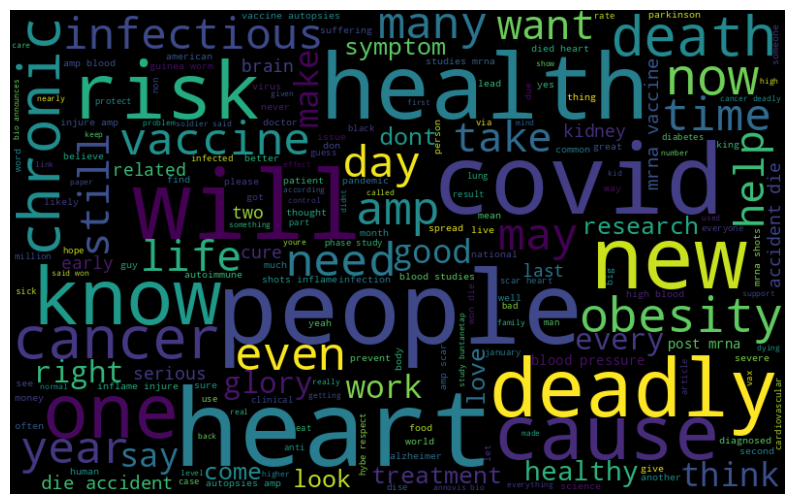 infectious
vaccine autopsies
suffering
many
want
rate
parkinson
death
someone
care
amp blood
american
symptom
died heart
show
studies mrna
guinea worm
brain
risk
health
make
now
nearly
protect
non
virus
given
lead
yes
thing
due
high
cancer deadly
bio announces
chronic
injure amp
never
first
via
time
keep
problem
soldier said
doctor
black
mind
vaccine
dont
take
kidney
mrna vaccine
diabetes
king
word
still
believe
don
issue
guess
person
common
great
number
help
link
infected
better
effect
day
covid
kid
way
paper
related
find
please
patient
pandemic
lung
result
likely
according
called
didnt
will
two
got
control
thought
part
amp
mean
used
everyone
research
accident die
million
hope
something
month
spread
live
may
said won
life
cure
youre
phase study
need
good
national
new
big
mrna shots
early
guy
much
autoimmune
shots inflame
infection
blood studies
last
scar heart
high blood
support
sick
know
yeah
won die
well
bad
people
obesity
cancer
even
prevent
body
family
man
every
post mrna
dying
right
serious
inflame injure
sure
really
glory
work
amp scar
study buntanetap
love
january
blood pressure
severe
article
vax
see
money
normal
use
clinical
getting
deadly
cardiovascular
one
heart
cause
often
real
eat
food
world
hybe respect
let
made
diagnosed
year
say
come
back
anti
alzheimer
look
treatment
healthy
give
second
another
think
human
level
case
higher
die accident
autopsies amp
dise
annovis bio
everything
science